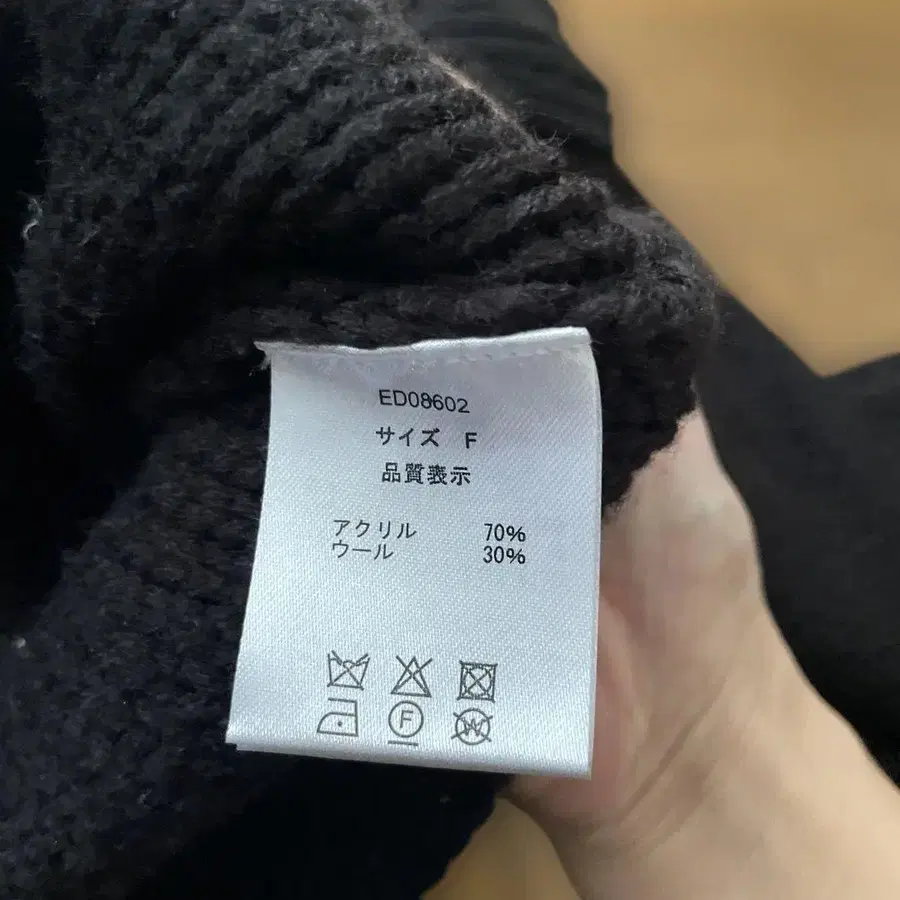 ED08602
サイズ F
品質表示
アクリル 70%
ウール 30%
F
W